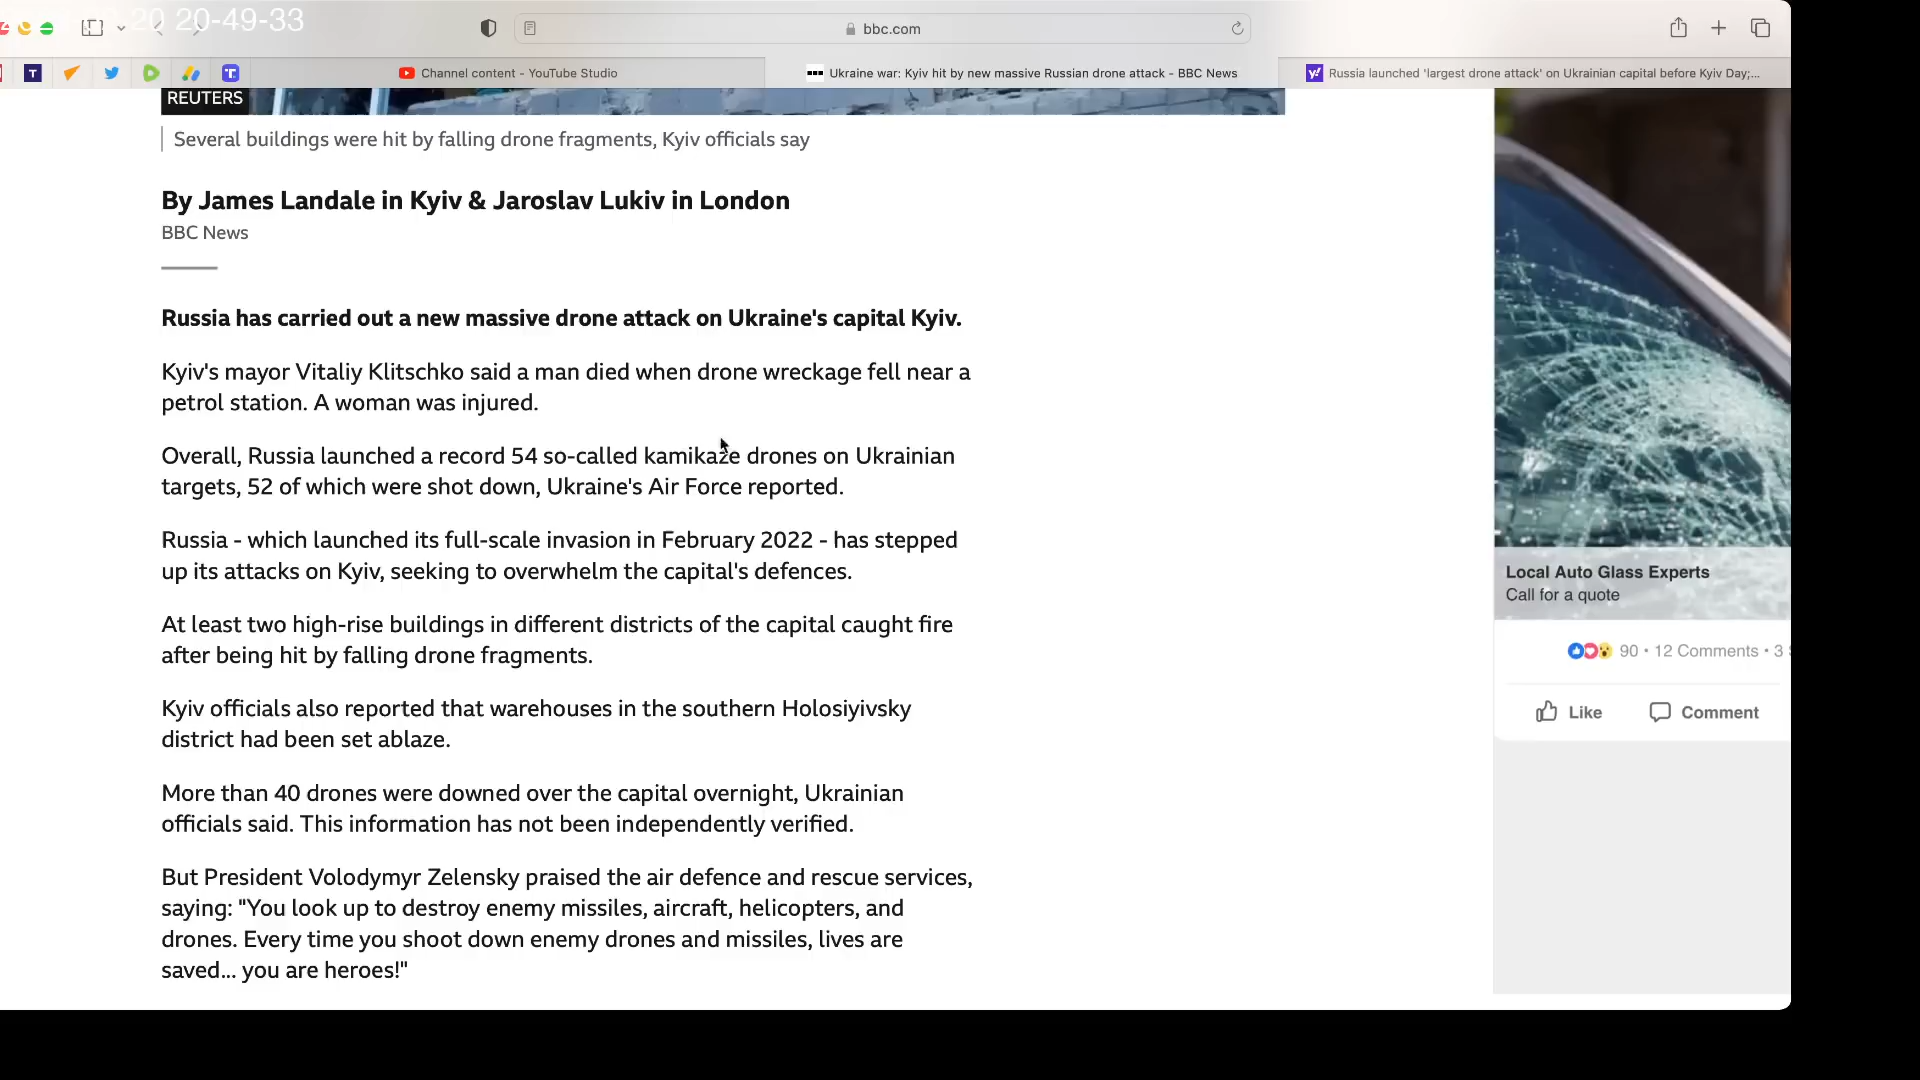 20 20-49-33
bbc.com
Channel content - YouTube Studio
Ukraine war: Kyiv hit by new massive Russian drone attack - BBC News
Russia launched 'largest drone attack' on Ukrainian capital before Kyiv Day;...
REUTERS
Several buildings were hit by falling drone fragments, Kyiv officials say
By James Landale in Kyiv & Jaroslav Lukiv in London
BBC News
Russia has carried out a new massive drone attack on Ukraine's capital Kyiv.
Kyiv's mayor Vitaliy Klitschko said a man died when drone wreckage fell near a
petrol station. A woman was injured.
Overall, Russia launched a record 54 so-called kamikaze drones on Ukrainian
targets, 52 of which were shot down, Ukraine's Air Force reported.
Russia - which launched its full-scale invasion in February 2022 - has stepped
up its attacks on Kyiv, seeking to overwhelm the capital's defences.
At least two high-rise buildings in different districts of the capital caught fire
after being hit by falling drone fragments.
Kyiv officials also reported that warehouses in the southern Holosiyivsky
district had been set ablaze.
More than 40 drones were downed over the capital overnight, Ukrainian
officials said. This information has not been independently verified.
But President Volodymyr Zelensky praised the air defence and rescue services,
saying: "You look up to destroy enemy missiles, aircraft, helicopters, and
drones. Every time you shoot down enemy drones and missiles, lives are
saved... you are heroes!"
Local Auto Glass Experts
Call for a quote
90 • 12 Comments • 3
Like
Comment